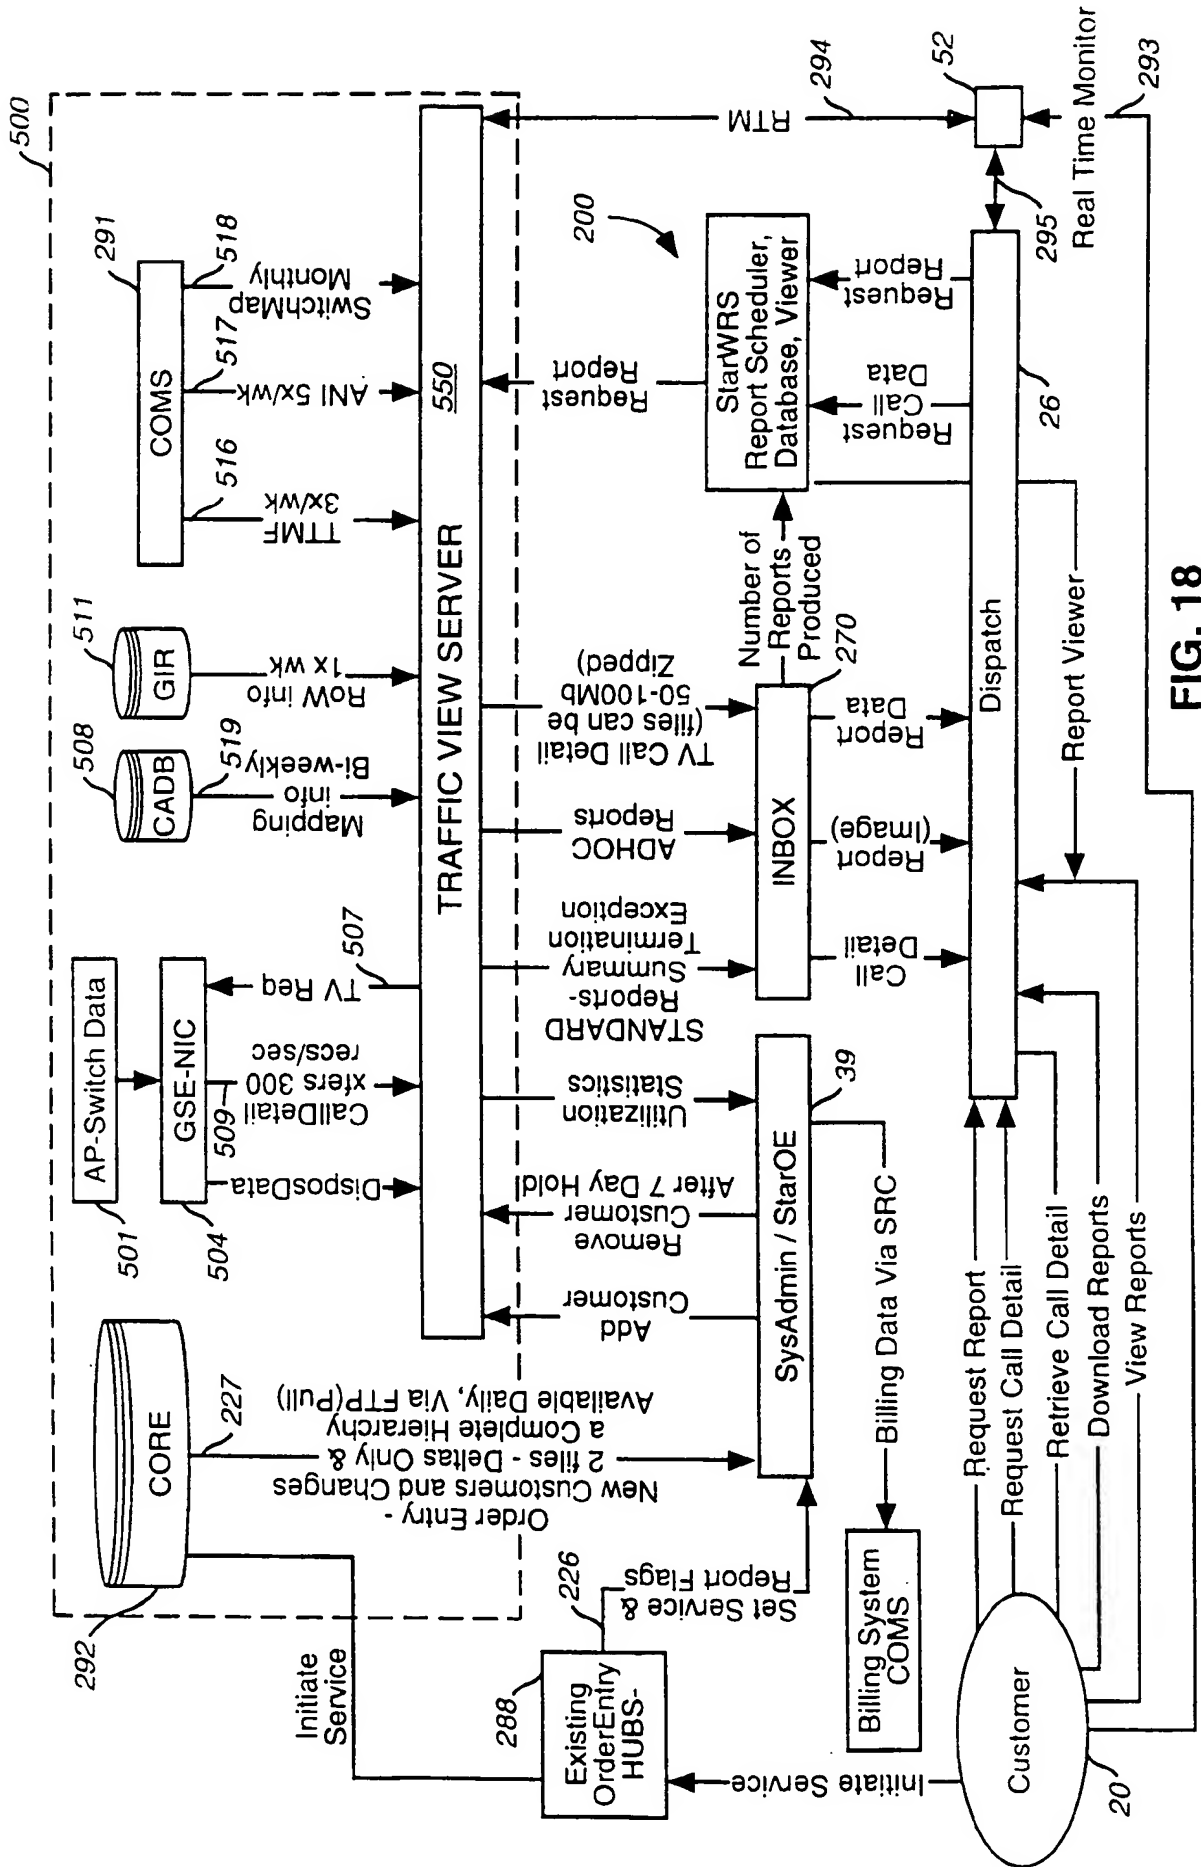 500
292
CORE
227
Order Entry -
New Customers and Changes
2 files - Deltas Only &
a Complete Hierarchy
Available Daily, Via FTP(Pull)
501
AP-Switch Data
504
GSE-NIC
509
DisposData
CallDetail
xfers 300
recs/sec
TV Req
507
508
CADB
519
Mapping
info
Bi-weekly
511
GIR
RoW info
1x wk
291
COMS
516
TTMF
3x/wk
517
ANI 5x/wk
518
SwitchMap
Monthly
TRAFFIC VIEW SERVER
550
Initiate
Service
288
Existing
OrderEntry
HUBS-
226
Set Service &
Report Flags
Add
Customer
Remove
Customer
After 7 Day Hold
Utilization
Statistics
STANDARD
Reports-
Summary
Termination
Exception
ADHOC
Reports
TV Call Detail
(files can be
50-100Mb
Zipped)
Request
Report
RTM
294
SysAdmin / StarOE
39
INBOX
270
Number of
Reports
Produced
200
StarWRS
Report Scheduler,
Database, Viewer
52
Billing Data Via SRC
Billing System
COMS
Call
Detail
Report
(Image)
Report
Data
Request
Call
Data
Request
Report
295
Initiate Service
Dispatch
26
Customer
20
Request Report
Request Call Detail
Retrieve Call Detail
Download Reports
View Reports
Report Viewer
Real Time Monitor
293
FIG. 18